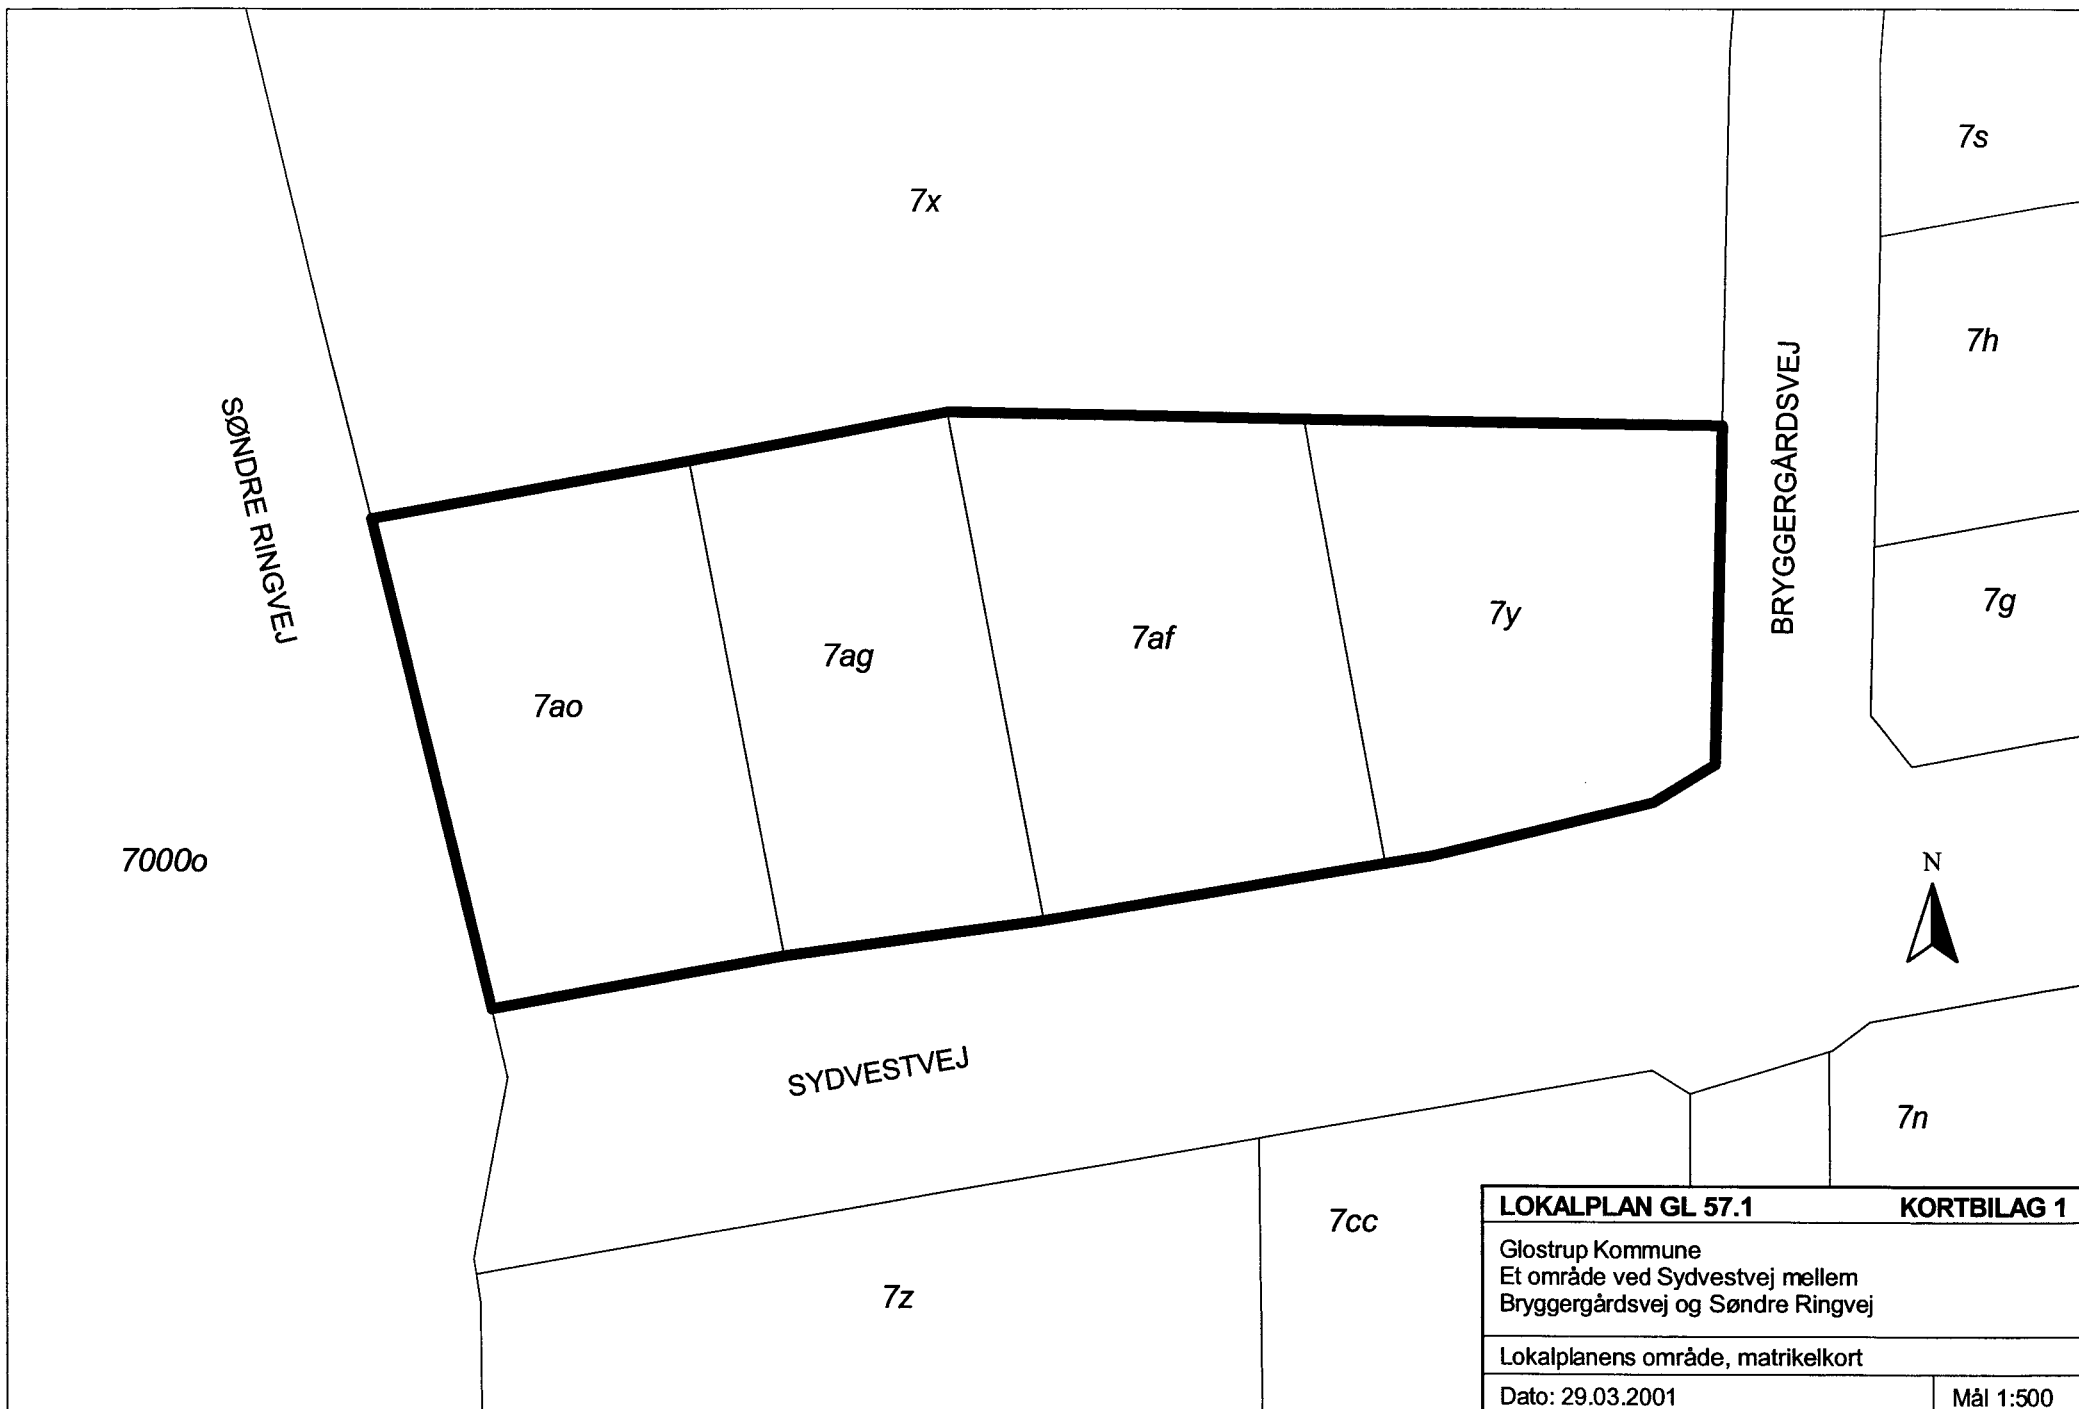 7s
7x
7h
SØNDRE RINGVEJ
BRYGGERGÅRDSVEJ
7g
7y
7af
7ag
7ao
7000o
N
SYDVESTVEJ
7n
7cc
7z
LOKALPLAN GL 57.1 KORTBILAG 1
Glostrup Kommune
Et område ved Sydvestvej mellem
Bryggergårdsvej og Søndre Ringvej
Lokalplanens område, matrikelkort
Dato: 29.03.2001 Mål 1:500